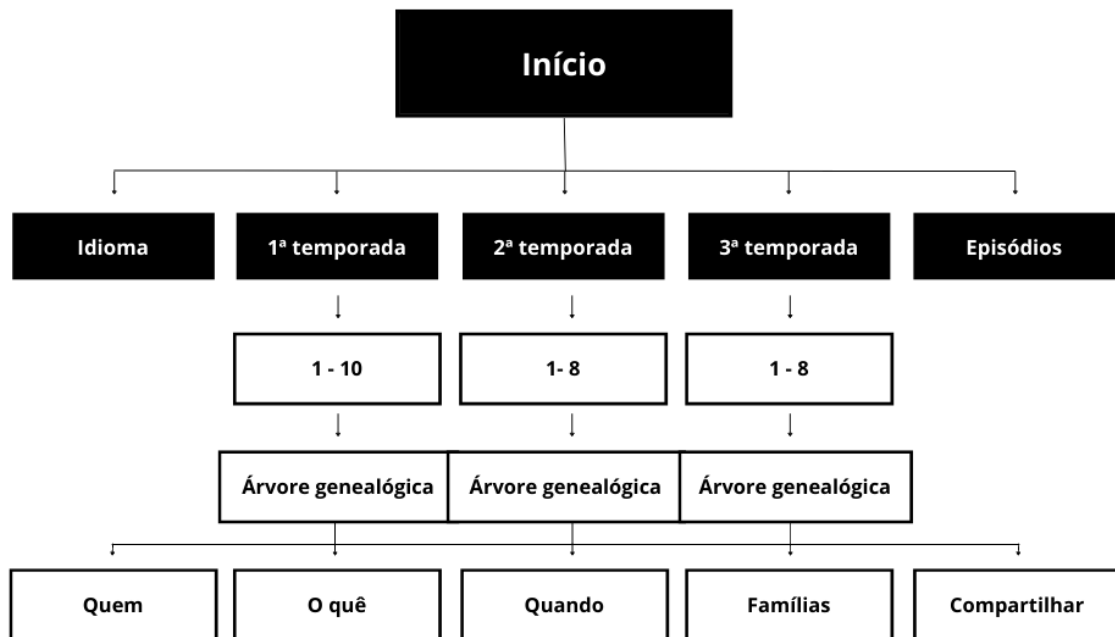 Início
Idioma
1ª temporada
2ª temporada
3ª temporada
Episódios
1 - 10
1- 8
1 - 8
Árvore genealógica
Árvore genealógica
Árvore genealógica
Quem
O quê
Quando
Famílias
Compartilhar